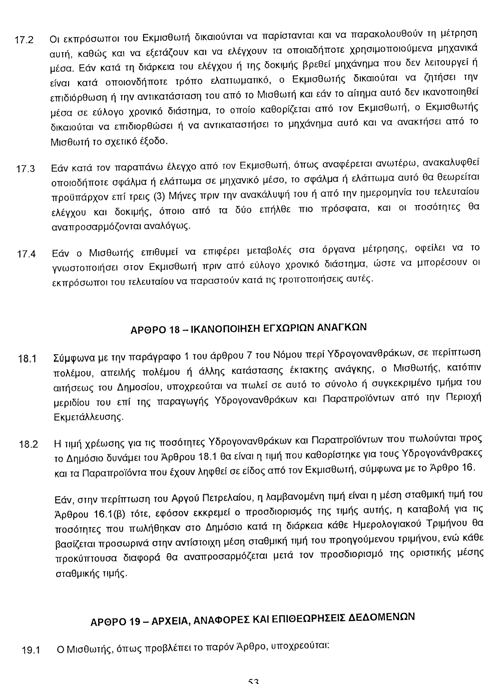 17.2 Οι εκπρόσωποι του Εκμισθωτή δικαιούνται να παρίστανται και να παρακολουθούν τη μέτρηση
αυτή, καθώς και να εξετάζουν και να ελέγχουν τα οποιαδήποτε χρησιμοποιούμενα μηχανικά
μέσα. Εάν κατά τη διάρκεια του ελέγχου ή της δοκιμής βρεθεί μηχάνημα που δεν λειτουργεί ή
είναι κατά οποιονδήποτε τρόπο ελαττωματικό, ο Εκμισθωτής δικαιούται να ζητήσει την
επιδιόρθωση ή την αντικατάσταση του από το Μισθωτή και εάν το αίτημα αυτό δεν ικανοποιηθεί
μέσα σε εύλογο χρονικό διάστημα, το οποίο καθορίζεται από τον Εκμισθωτή, ο Εκμισθωτής
δικαιούται να επιδιορθώσει ή να αντικαταστήσει το μηχάνημα αυτό και να ανακτήσει από το
Μισθωτή το σχετικό έξοδο.
17.3 Εάν κατά τον παραπάνω έλεγχο από τον Εκμισθωτή, όπως αναφέρεται ανωτέρω, ανακαλυφθεί
οποιοδήποτε σφάλμα ή ελάττωμα σε μηχανικό μέσο, το σφάλμα ή ελάττωμα αυτό θα θεωρείται
προϋπάρχον επί τρεις (3) Μήνες πριν την ανακάλυψή του ή από την ημερομηνία του τελευταίου
ελέγχου και δοκιμής, όποιο από τα δύο επήλθε πιο πρόσφατα, και οι ποσότητες θα
αναπροσαρμόζονται αναλόγως.
17.4 Εάν ο Μισθωτής επιθυμεί να επιφέρει μεταβολές στα όργανα μέτρησης, οφείλει να το
γνωστοποιήσει στον Εκμισθωτή πριν από εύλογο χρονικό διάστημα, ώστε να μπορέσουν οι
εκπρόσωποι του τελευταίου να παραστούν κατά τις τροποποιήσεις αυτές.
ΑΡΘΡΟ 18 – ΙΚΑΝΟΠΟΙΗΣΗ ΕΓΧΩΡΙΩΝ ΑΝΑΓΚΩΝ
18.1 Σύμφωνα με την παράγραφο 1 του άρθρου 7 του Νόμου περί Υδρογονανθράκων, σε περίπτωση
πολέμου, απειλής πολέμου ή άλλης κατάστασης έκτακτης ανάγκης, ο Μισθωτής, κατόπιν
αιτήσεως του Δημοσίου, υποχρεούται να πωλεί σε αυτό το σύνολο ή συγκεκριμένο τμήμα του
μεριδίου του επί της παραγωγής Υδρογονανθράκων και Παραπροϊόντων από την Περιοχή
Εκμετάλλευσης.
18.2 Η τιμή χρέωσης για τις ποσότητες Υδρογονανθράκων και Παραπροϊόντων που πωλούνται προς
το Δημόσιο δυνάμει του Άρθρου 18.1 θα είναι η τιμή που καθορίστηκε για τους Υδρογονάνθρακες
και τα Παραπροϊόντα που έχουν ληφθεί σε είδος από τον Εκμισθωτή, σύμφωνα με το Άρθρο 16.
Εάν, στην περίπτωση του Αργού Πετρελαίου, η λαμβανομένη τιμή είναι η μέση σταθμική τιμή του
Άρθρου 16.1(β) τότε, εφόσον εκκρεμεί ο προσδιορισμός της τιμής αυτής, η καταβολή για τις
ποσότητες που πωλήθηκαν στο Δημόσιο κατά τη διάρκεια κάθε Ημερολογιακού Τριμήνου θα
βασίζεται προσωρινά στην αντίστοιχη μέση σταθμική τιμή του προηγούμενου τριμήνου, ενώ κάθε
προκύπτουσα διαφορά θα αναπροσαρμόζεται μετά τον προσδιορισμό της οριστικής μέσης
σταθμικής τιμής.
ΑΡΘΡΟ 19 – ΑΡΧΕΙΑ, ΑΝΑΦΟΡΕΣ ΚΑΙ ΕΠΙΘΕΩΡΗΣΕΙΣ ΔΕΔΟΜΕΝΩΝ
19.1 Ο Μισθωτής, όπως προβλέπει το παρόν Άρθρο, υποχρεούται:
53